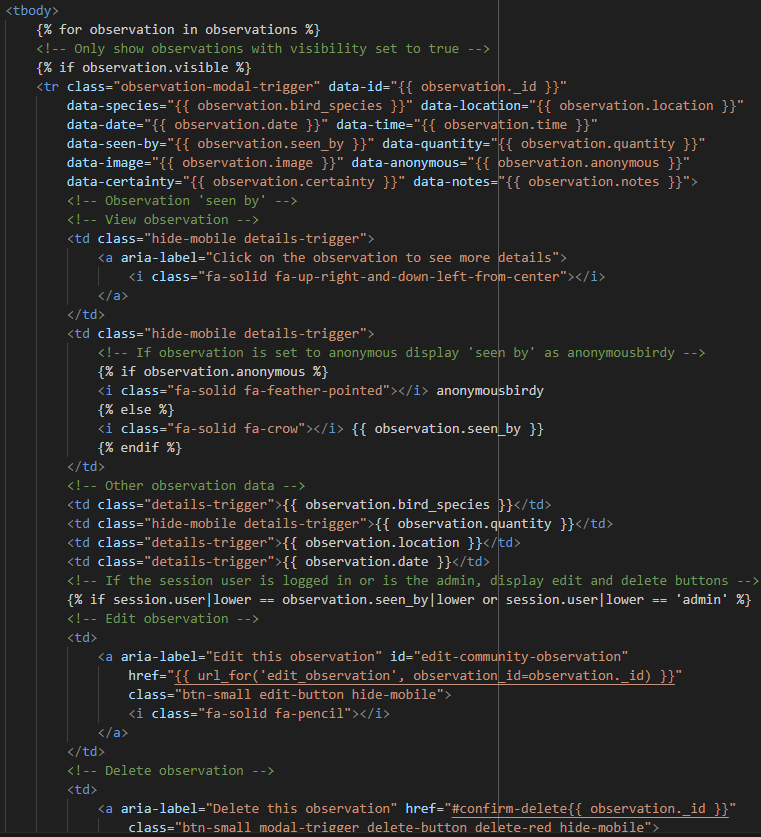 <tbody>
{% for observation in observations %}
<!-- Only show observations with visibility set to true -->
{% if observation.visible %}
<tr class="observation-modal-trigger" data-id="{{ observation._id }}"
data-species="{{ observation.bird_species }}" data-location="{{ observation.location }}"
data-date="{{ observation.date }}" data-time="{{ observation.time }}"
data-seen-by="{{ observation.seen_by }}" data-quantity="{{ observation.quantity }}"
data-image="{{ observation.image }}" data-anonymous="{{ observation.anonymous }}"
data-certainty="{{ observation.certainty }}" data-notes="{{ observation.notes }}">
<!-- Observation 'seen by' -->
<!-- View observation -->
<td class="hide-mobile details-trigger">
<a aria-label="Click on the observation to see more details">
<i class="fa-solid fa-up-right-and-down-left-from-center"></i>
</a>
</td>
<td class="hide-mobile details-trigger">
<!-- If observation is set to anonymous display 'seen by' as anonymousbirdy -->
{% if observation.anonymous %}
<i class="fa-solid fa-feather-pointed"></i> anonymousbirdy
{% else %}
<i class="fa-solid fa-crow"></i> {{ observation.seen_by }}
{% endif %}
</td>
<!-- Other observation data -->
<td class="details-trigger">{{ observation.bird_species }}</td>
<td class="hide-mobile details-trigger">{{ observation.quantity }}</td>
<td class="details-trigger">{{ observation.location }}</td>
<td class="details-trigger">{{ observation.date }}</td>
<!-- If the session user is logged in or is the admin, display edit and delete buttons -->
{% if session.user|lower == observation.seen_by|lower or session.user|lower == 'admin' %}
<!-- Edit observation -->
<td>
<a aria-label="Edit this observation" id="edit-community-observation"
href="{{ url_for('edit_observation', observation_id=observation._id) }}"
class="btn-small edit-button hide-mobile">
<i class="fa-solid fa-pencil"></i>
</a>
</td>
<!-- Delete observation -->
<td>
<a aria-label="Delete this observation" href="#confirm-delete{{ observation._id }}"
class="btn-small modal-trigger delete-button delete-red hide-mobile">